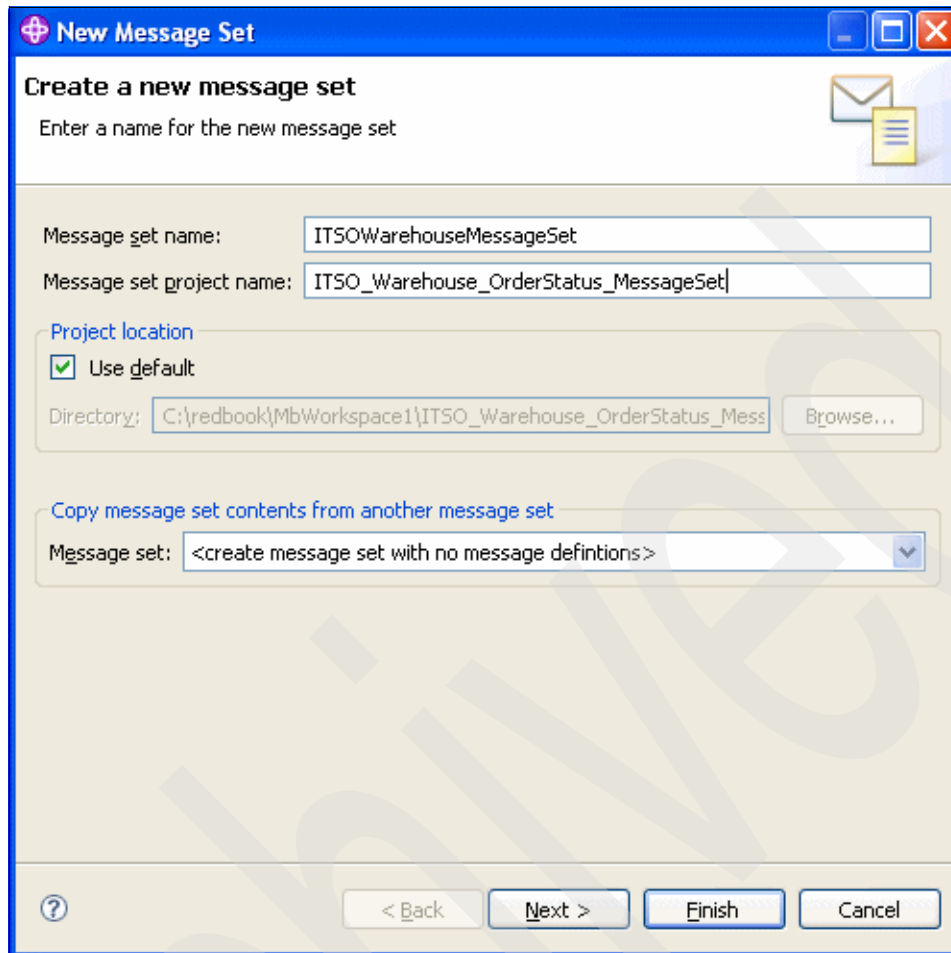 New Message Set
Create a new message set
Enter a name for the new message set
Message set name: ITSOWarehouseMessageSet
Message set project name: ITSO_Warehouse_OrderStatus_MessageSet
Project location
Use default
Directory: C:\redbook\MbWorkspace1\ITSO_Warehouse_OrderStatus_Mess Browse...
Copy message set contents from another message set
Message set: <create message set with no message defintions>
< Back Next > Finish Cancel